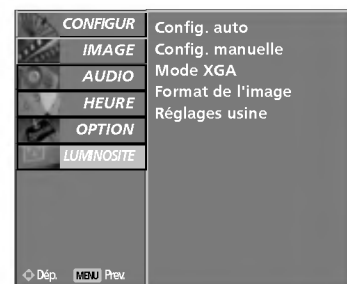 CONFIGUR
IMAGE
AUDIO
HEURE
OPTION
LUMINOSITE
Config. auto
Config. manuelle
Mode XGA
Format de l'image
Réglages usine
Dép. MENU Prev.